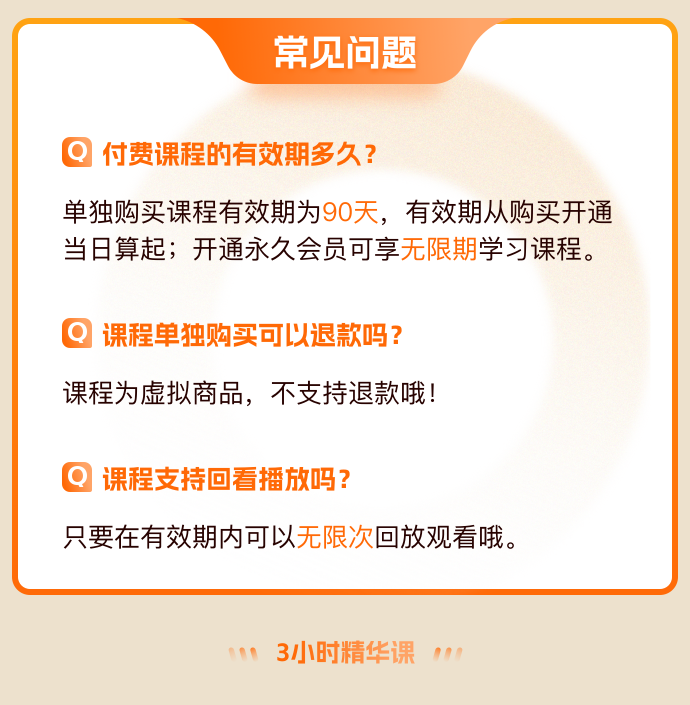 常见问题
Q 付费课程的有效期多久？
单独购买课程有效期为90天，有效期从购买开通
当日算起；开通永久会员可享无限期学习课程。
Q 课程单独购买可以退款吗？
课程为虚拟商品，不支持退款哦！
Q 课程支持回看播放吗？
只要在有效期内可以无限次回放观看哦。
3小时精华课